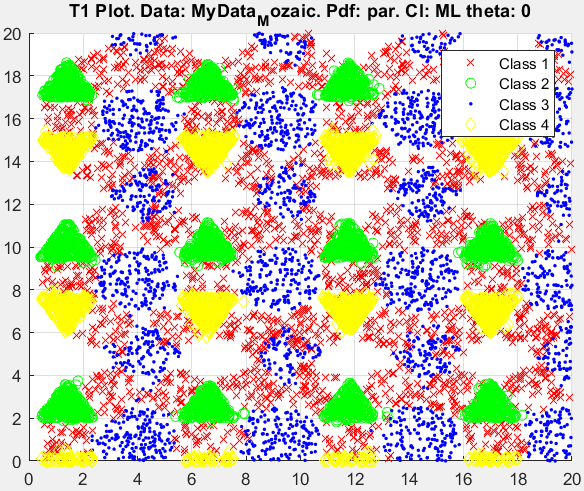 T1 Plot. Data: MyData_Mozaic. Pdf: par. Cl: ML theta: 0
20
18
16
14
12
10
8
6
4
2
0
Class 1
Class 2
Class 3
Class 4
0 2 4 6 8 10 12 14 16 18 20